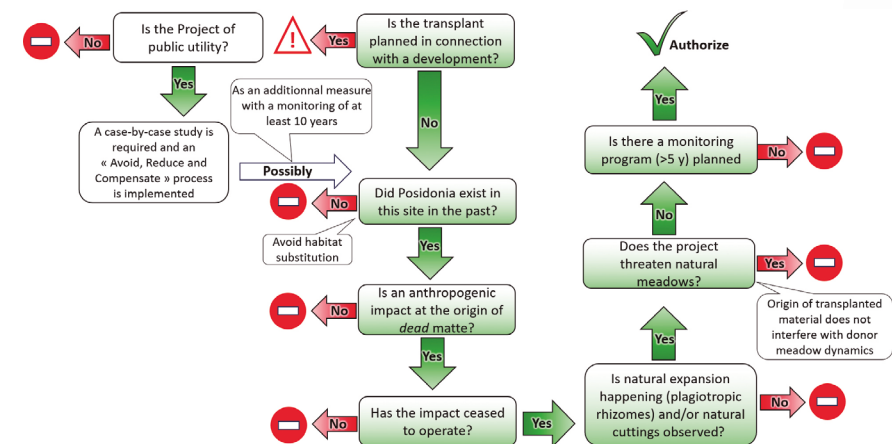 Is the Project of
public utility?
No
Yes
A case-by-case study is
required and an
« Avoid, Reduce and
Compensate » process
is implemented
As an additionnal measure
with a monitoring of at
least 10 years
Possibly
!
Yes
Is the transplant
planned in connection
with a development?
No
Did Posidonia exist in
this site in the past?
No
Avoid habitat
substitution
Yes
Is an anthropogenic
impact at the origin of
dead matte?
No
Yes
Has the impact ceased
to operate?
No
Yes
Is natural expansion
happening (plagiotropic
rhizomes) and/or natural
cuttings observed?
No
Yes
Does the project
threaten natural
meadows?
Yes
Origin of transplanted
material does not
interfere with donor
meadow dynamics
No
Is there a monitoring
program (>5 y) planned
No
Yes
Authorize